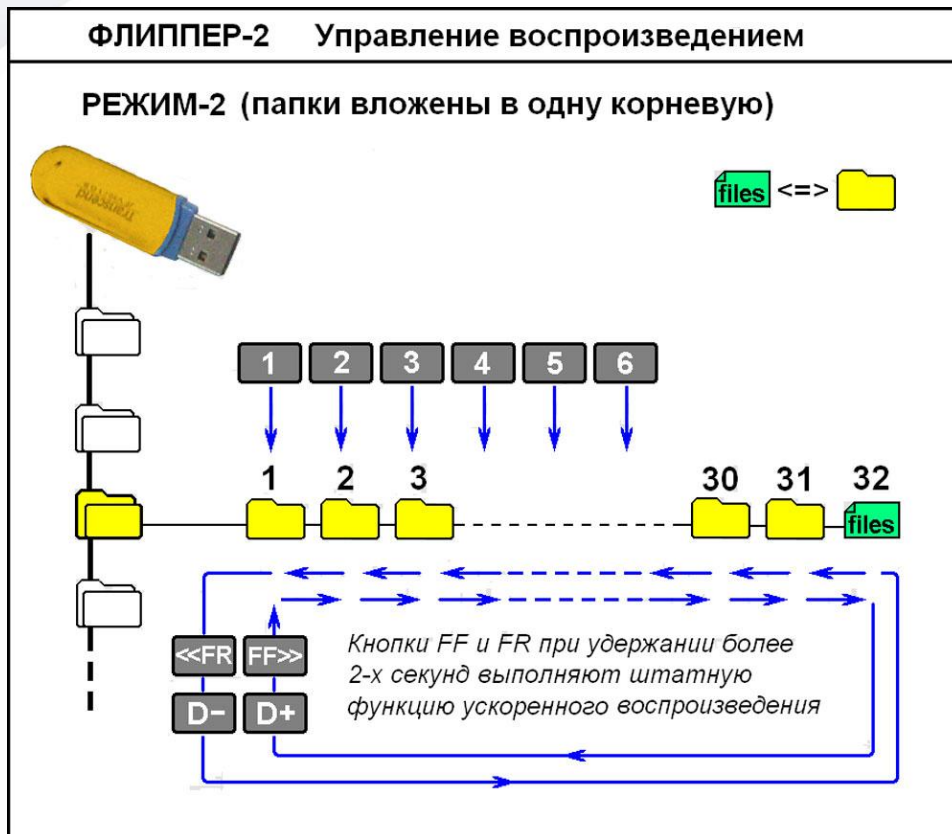 ФЛИППЕР-2 Управление воспроизведением
РЕЖИМ-2 (папки вложены в одну корневую)
Transcend
files <=>
1 2 3 4 5 6
1 2 3 30 31 32
files
<<FR FF>>
D- D+
Кнопки FF и FR при удержании более
2-х секунд выполняют штатную
функцию ускоренного воспроизведения